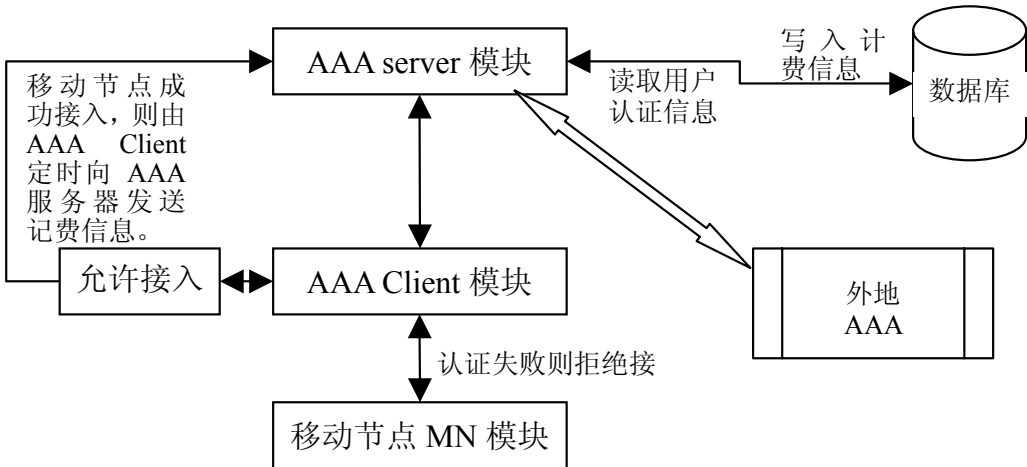 AAA server 模块
写 入 计
费信息
读取用户
认证信息
数据库
移动节点成
功接入,则由
AAA Client
定时向 AAA
服务器发送
记费信息。
允许接入
AAA Client 模块
外地
AAA
认证失败则拒绝接
移动节点 MN 模块